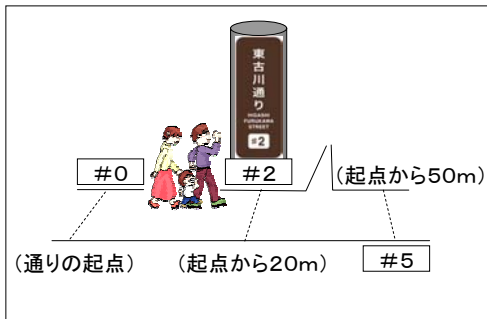 東古川通り
HIGASHI
FURUKAWA
STREET
#2
#0
#2
(起点から50m)
(通りの起点)
(起点から20m)
#5